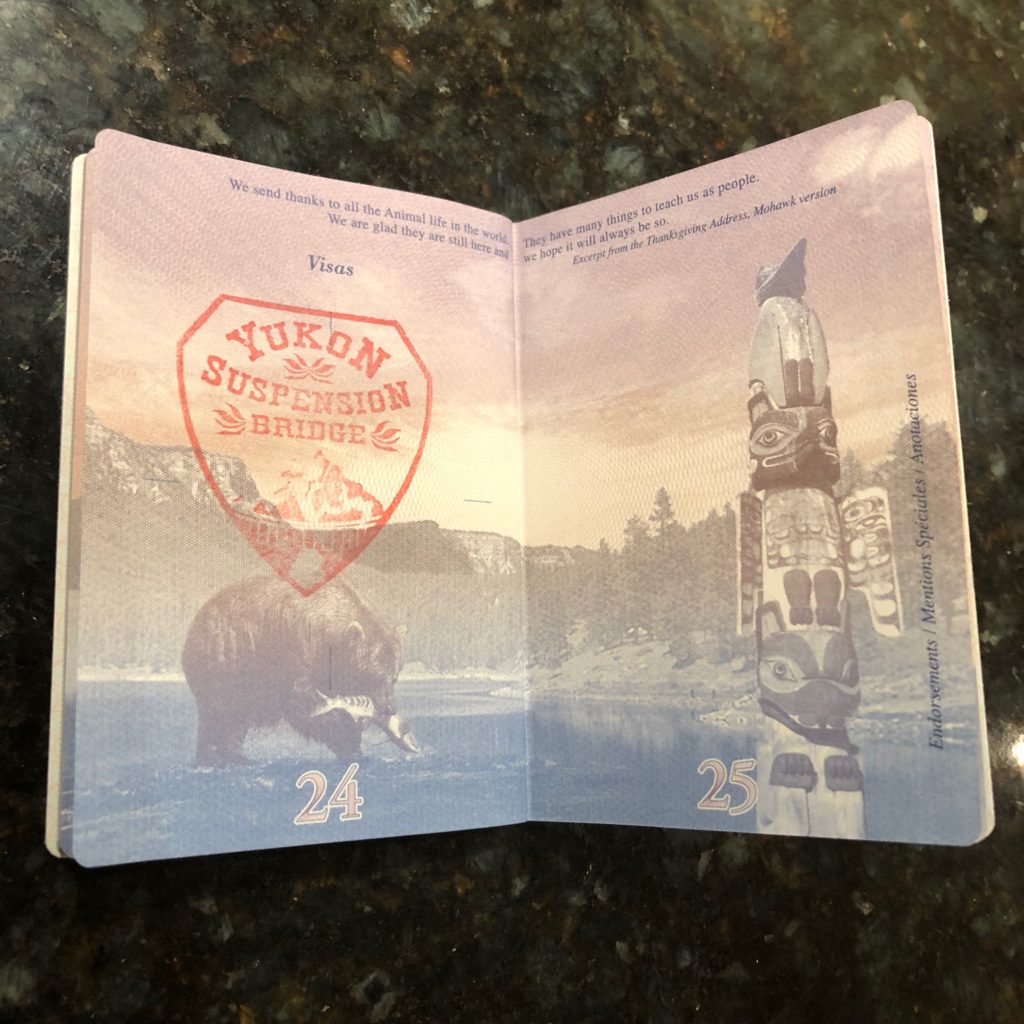 We send thanks to all the Animal life in the world.
We are glad they are still here and
Visas
YUKON
SUSPENSION
BRIDGE
24
They have many things to teach us as people.
we hope it will always be so.
Excerpt from the Thanksgiving Address, Mohawk version
Endorsements / Mentions Spéciales / Anotaciones
25